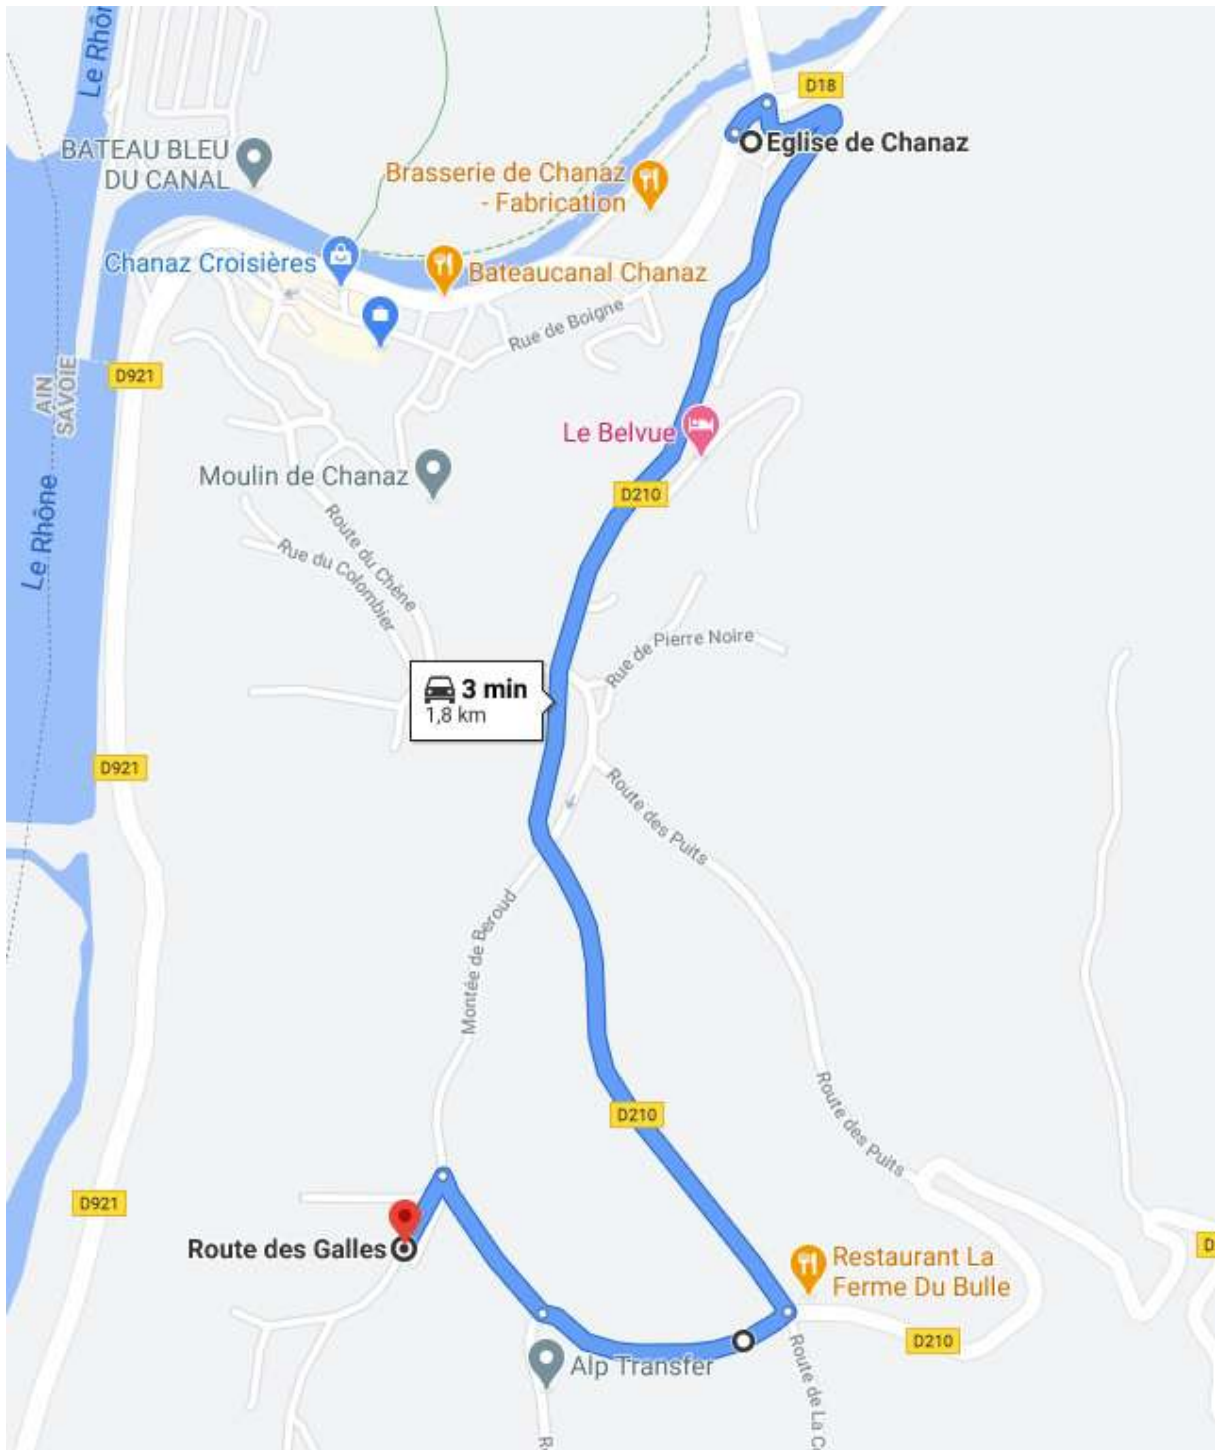 Le Rhôn
D18
Eglise de Chanaz
BATEAU BLEU
DU CANAL
Brasserie de Chanaz
- Fabrication
Chanaz Croisières
Bateaucanal Chanaz
Rue de Boigne
D921
AIN
SAVOIE
Le Belvue
Moulin de Chanaz
D210
Le Rhône
Route du Chêne
Rue du Colombier
Rue de Pierre Noire
3 min
1,8 km
D921
Route des Puits
Montée de Beroud
Route des Puits
D210
D921
Route des Galles
D
Restaurant La
Ferme Du Bulle
D210
Alp Transfer
Route de La C
R